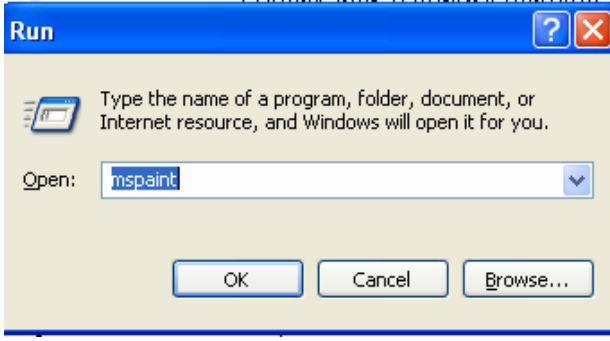 Run
Type the name of a program, folder, document, or
Internet resource, and Windows will open it for you.
Open: mspaint
OK Cancel Browse...